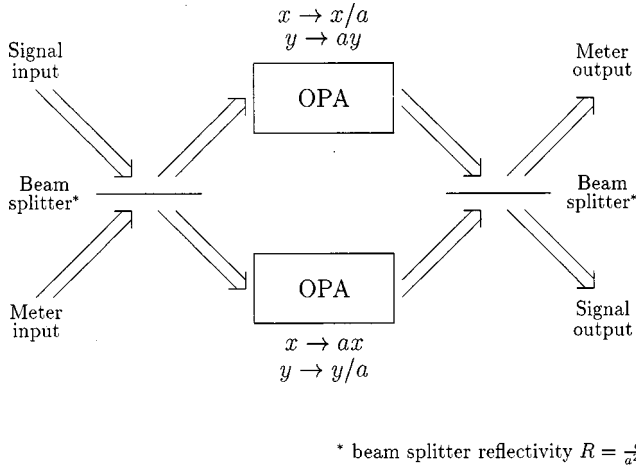 x → x/a
y → ay
Signal
input
OPA
Meter
output
Beam
splitter*
Beam
splitter*
OPA
Meter
input
Signal
output
x → ax
y → y/a
* beam splitter reflectivity R =